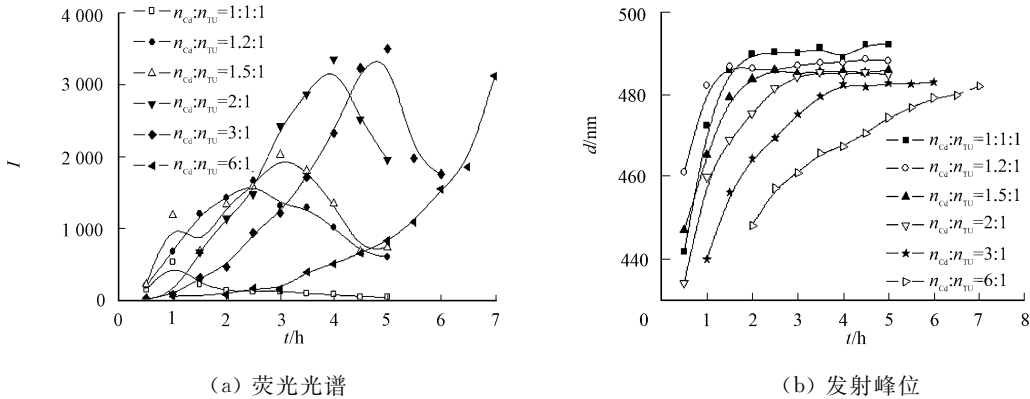 4 000
3 000
2 000
1 000
0
I
n_Cd:n_TU=1:1:1
n_Cd:n_TU=1.2:1
n_Cd:n_TU=1.5:1
n_Cd:n_TU=2:1
n_Cd:n_TU=3:1
n_Cd:n_TU=6:1
0 1 2 3 4 5 6 7
t/h
(a) 荧光光谱
500
480
460
440
d/nm
n_Cd:n_TU=1:1:1
n_Cd:n_TU=1.2:1
n_Cd:n_TU=1.5:1
n_Cd:n_TU=2:1
n_Cd:n_TU=3:1
n_Cd:n_TU=6:1
0 1 2 3 4 5 6 7 8
t/h
(b) 发射峰位